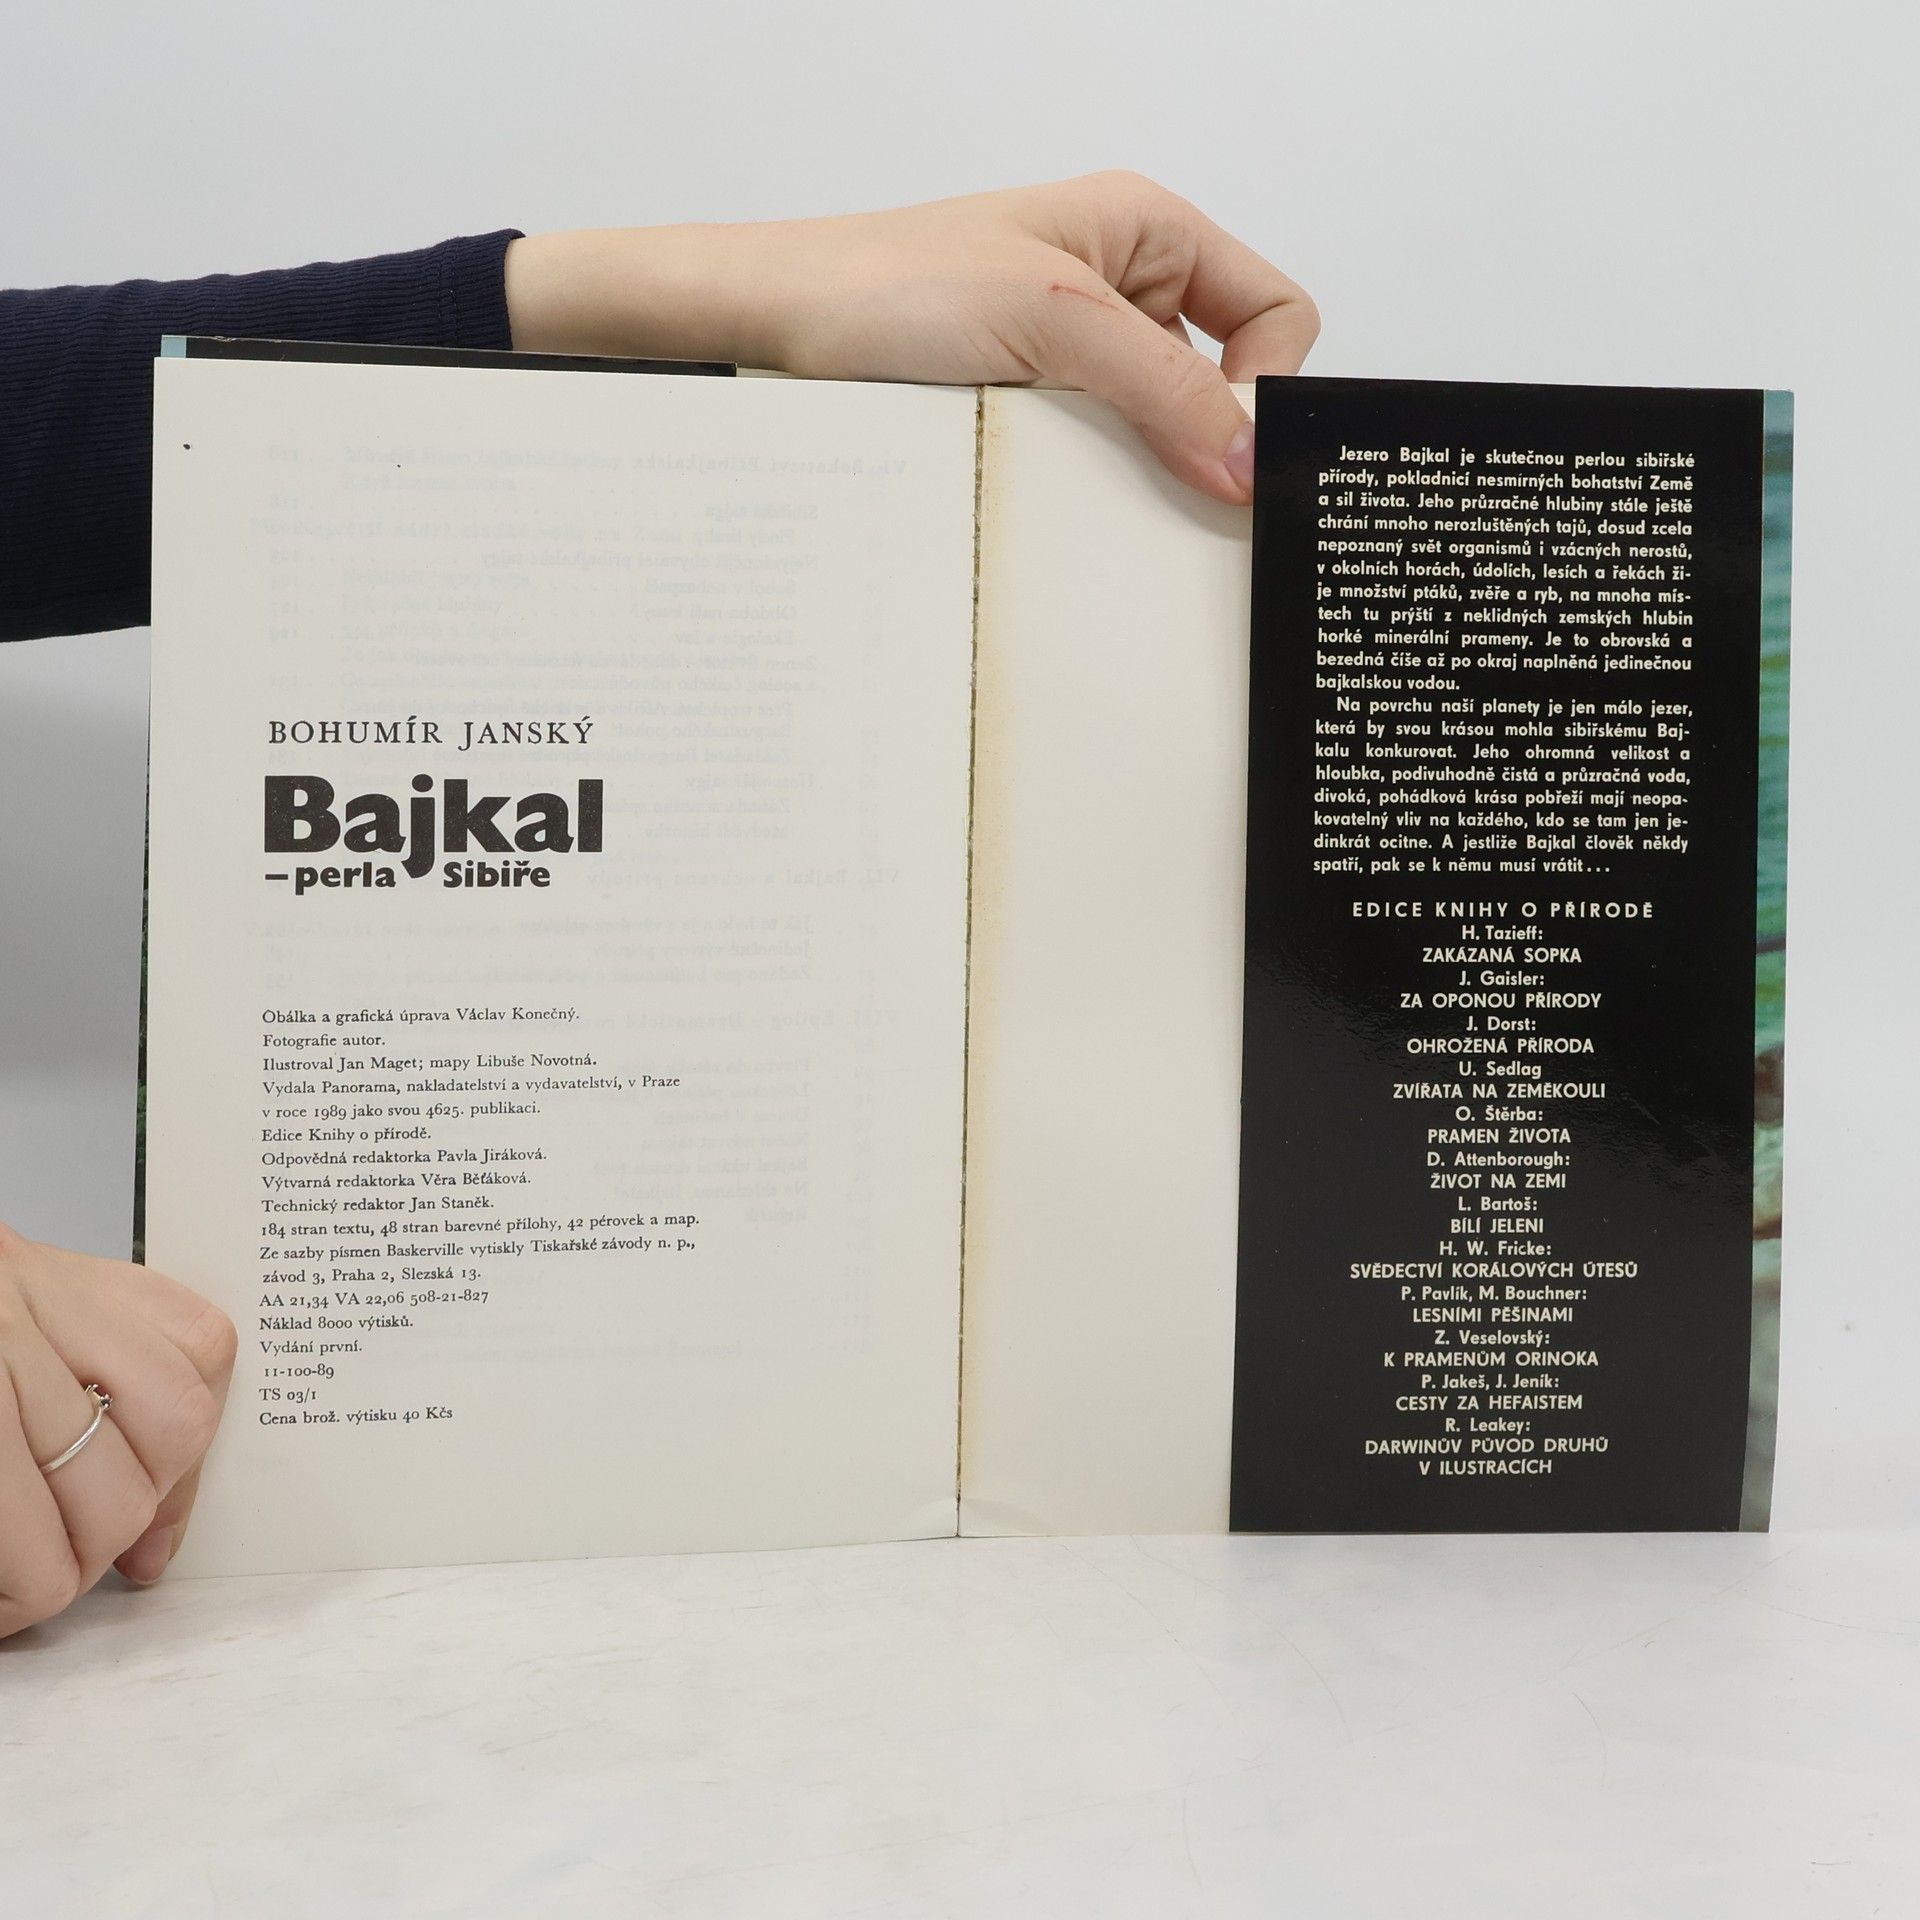 BOHUMÍR JANSKÝ
Bajkal
– perla Sibiře
Obálka a grafická úprava Václav Konečný.
Fotografie autor.
Ilustroval Jan Maget; mapy Libuše Novotná.
Vydala Panorama, nakladatelství a vydavatelství, v Praze
v roce 1989 jako svou 4625. publikaci.
Edice Knihy o přírodě.
Odpovědná redaktorka Pavla Jiráková.
Výtvarná redaktorka Věra Běťáková.
Technický redaktor Jan Staněk.
184 stran textu, 48 stran barevné přílohy, 42 pérovek a map.
Ze sazby písmen Baskerville vytiskly Tiskařské závody n. p.,
závod 3, Praha 2, Slezská 13.
AA 21,34 VA 22,06 508-21-827
Náklad 8000 výtisků.
Vydání první.
11-100-89
TS 03/1
Cena brož. výtisku 40 Kčs
Jezero Bajkal je skutečnou perlou sibiřské
přírody, pokladnicí nesmírných bohatství Země
a sil života. Jeho průzračné hlubiny stále ještě
chrání mnoho nerozluštěných tajů, dosud zcela
nepoznaný svět organismů i vzácných nerostů,
v okolních horách, údolích, lesích a řekách ži-
je množství ptáků, zvěře a ryb, na mnoha mís-
tech tu prýští z neklidných zemských hlubin
horké minerální prameny. Je to obrovská a
bezedná číše až po okraj naplněná jedinečnou
bajkalskou vodou.
Na povrchu naší planety je jen málo jezer,
která by svou krásou mohla sibiřskému Baj-
kalu konkurovat. Jeho ohromná velikost a
hloubka, podivuhodně čistá a průzračná voda,
divoká, pohádková krása pobřeží mají neopa-
kovatelný vliv na každého, kdo se tam jen je-
dinkrát ocitne. A jestliže Bajkal člověk někdy
spatří, pak se k němu musí vrátit...
EDICE KNIHY O PŘÍRODĚ
H. Tazieff:
ZAKÁZANÁ SOPKA
J. Gaisler:
ZA OPONOU PŘÍRODY
J. Dorst:
OHROŽENÁ PŘÍRODA
U. Sedlag
ZVÍŘATA NA ZEMĚKOULI
O. Štěrba:
PRAMEN ŽIVOTA
D. Attenborough:
ŽIVOT NA ZEMI
L. Bartoš:
BÍLÍ JELENI
H. W. Fricke:
SVĚDECTVÍ KORÁLOVÝCH ÚTESŮ
P. Pavlík, M. Bouchner:
LESNÍMI PĚŠINAMI
Z. Veselovský:
K PRAMENŮM ORINOKA
P. Jakeš, J. Jeník:
CESTY ZA HEFAISTEM
R. Leakey:
DARWINŮV PŮVOD DRUHŮ
V ILUSTRACÍCH